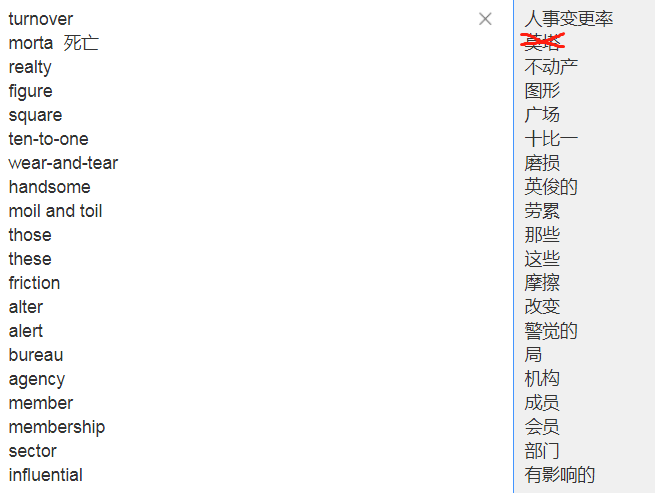 turnover 人事变更率
morta 死亡 莫塔
realty 不动产
figure 图形
square 广场
ten-to-one 十比一
wear-and-tear 磨损
handsome 英俊的
moil and toil 劳累
those 那些
these 这些
friction 摩擦
alter 改变
alert 警觉的
bureau 局
agency 机构
member 成员
membership 会员
sector 部门
influential 有影响的